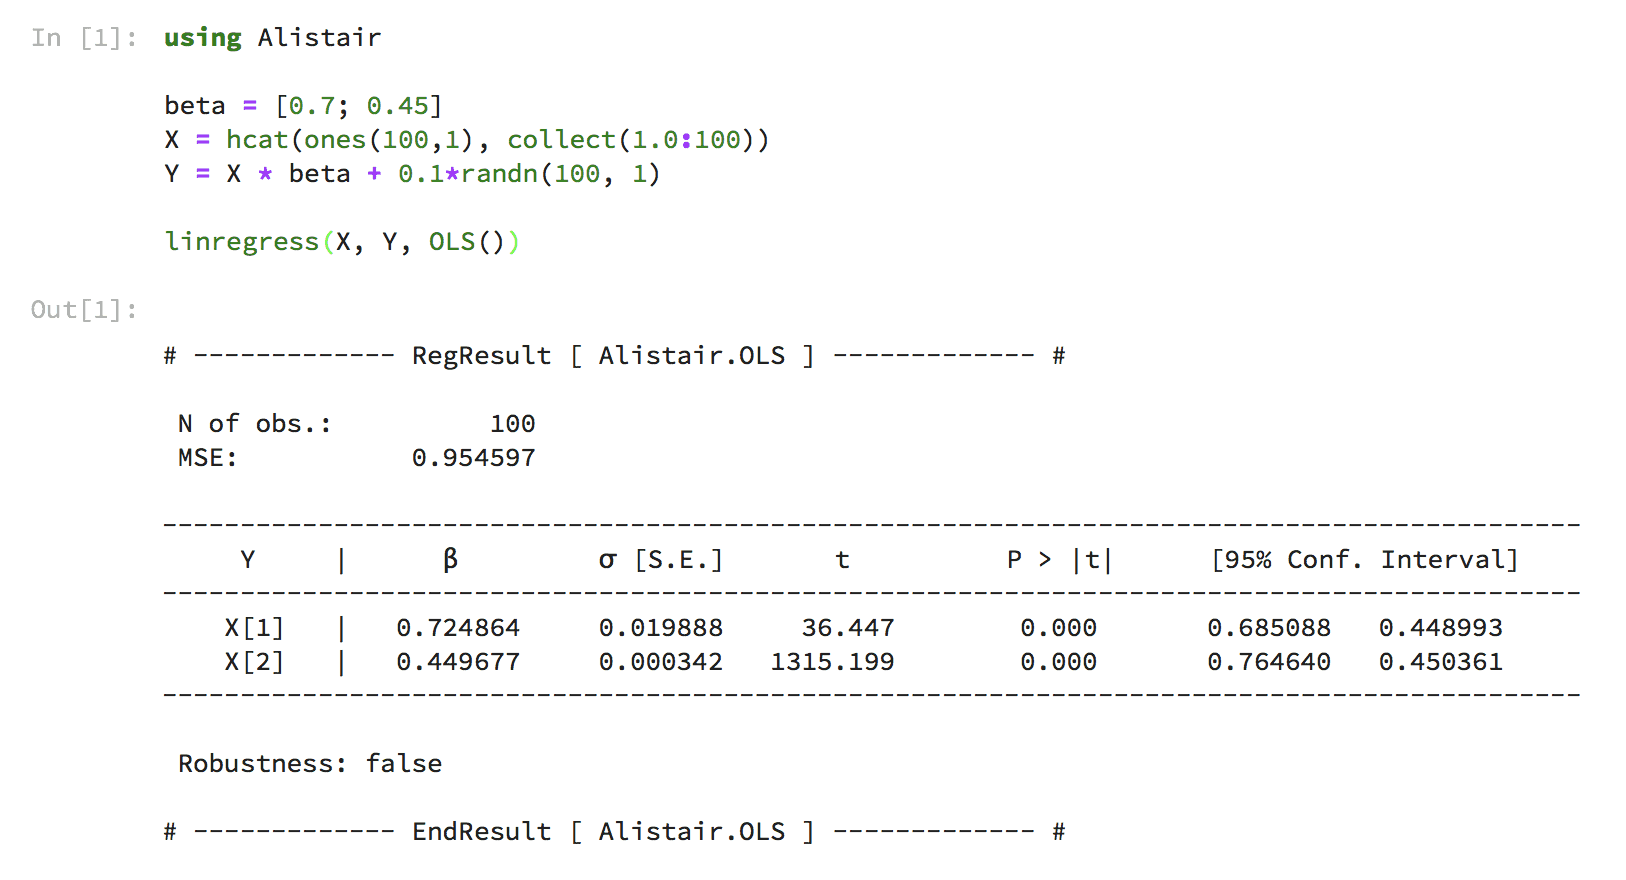 In [1]: using Alistair
beta = [0.7; 0.45]
X = hcat(ones(100,1), collect(1.0:100))
Y = X * beta + 0.1*randn(100, 1)
linregress(X, Y, OLS())
Out[1]:
# ------------- RegResult [ Alistair.OLS ] ------------- #
N of obs.: 100
MSE: 0.954597
-------------------------------------------------------------------------------------------
Y | β σ [S.E.] t P > |t| [95% Conf. Interval]
-------------------------------------------------------------------------------------------
X[1] | 0.724864 0.019888 36.447 0.000 0.685088 0.448993
X[2] | 0.449677 0.000342 1315.199 0.000 0.764640 0.450361
-------------------------------------------------------------------------------------------
Robustness: false
# ------------- EndResult [ Alistair.OLS ] ------------- #